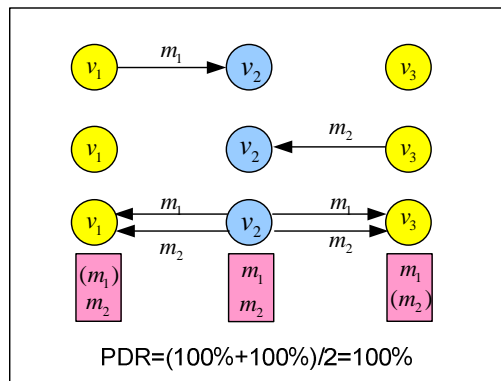 m₁
v₁ v₂ v₃
m₂
v₁ v₂ v₃
m₁ m₁
v₁ v₂ v₃
m₂ m₂
(m₁) m₁ m₁
m₂ m₂ (m₂)
PDR=(100%+100%)/2=100%